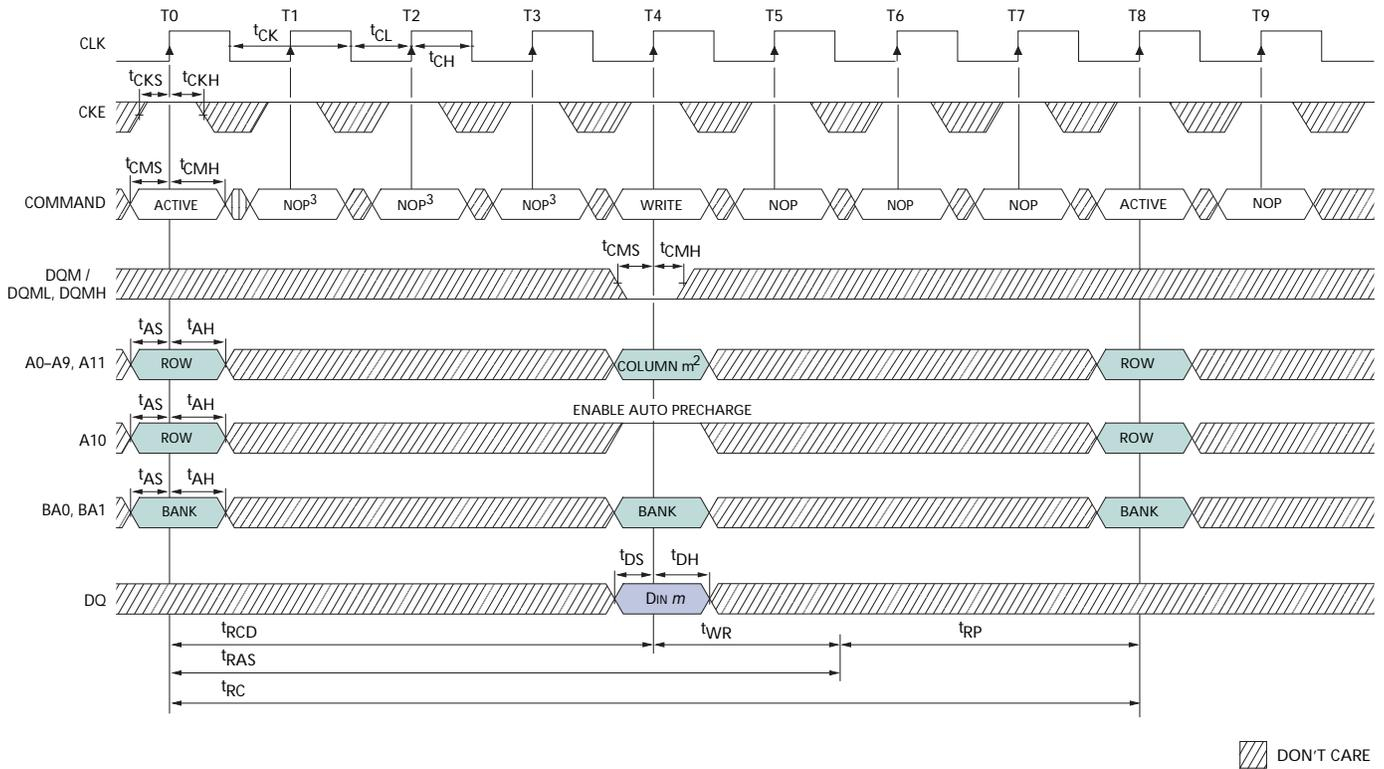 T0 T1 T2 T3 T4 T5 T6 T7 T8 T9
CLK tCK tCL tCH
tCKS tCKH
CKE
tCMS tCMH
COMMAND ACTIVE NOP3 NOP3 NOP3 WRITE NOP NOP NOP ACTIVE NOP
tCMS tCMH
DQM /
DQML, DQMH
tAS tAH
A0–A9, A11 ROW COLUMN m2 ROW
tAS tAH
ENABLE AUTO PRECHARGE
A10 ROW ROW
tAS tAH
BA0, BA1 BANK BANK BANK
tDS tDH
DQ DIN m
tRCD tWR tRP
tRAS
tRC
DON'T CARE